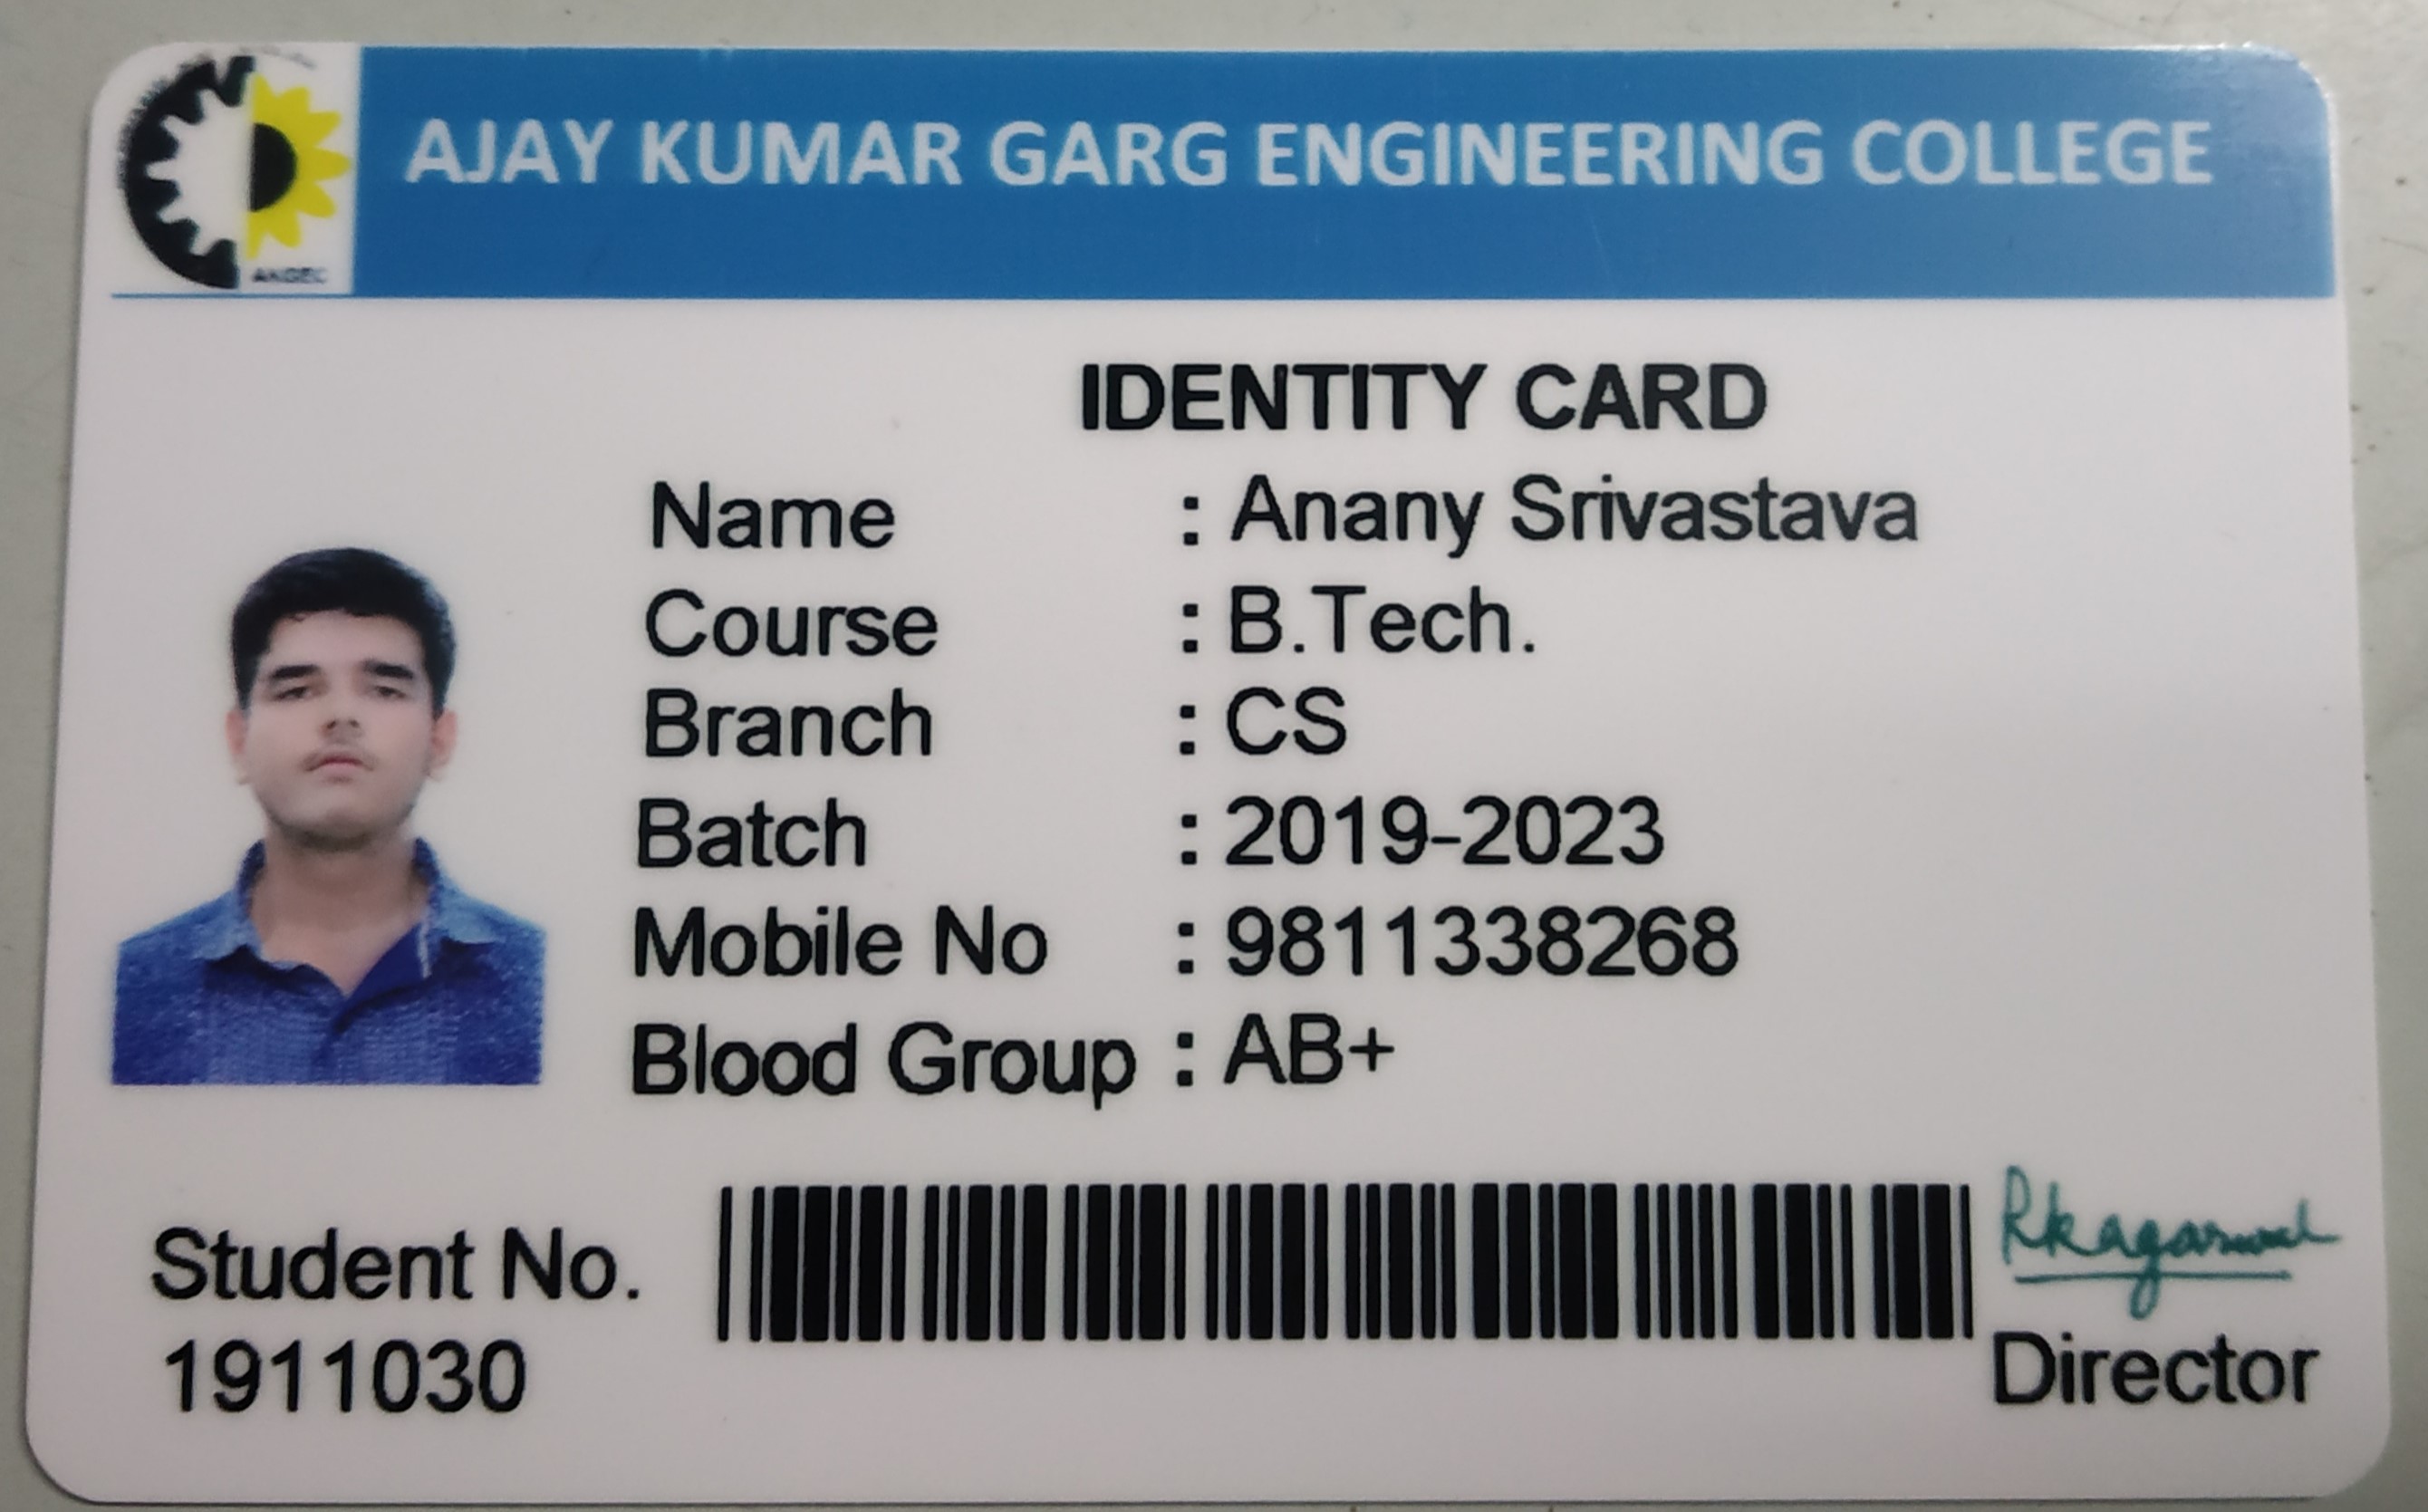 AJAY KUMAR GARG ENGINEERING COLLEGE
AKGEC
IDENTITY CARD
Name : Anany Srivastava
Course : B.Tech.
Branch : CS
Batch : 2019-2023
Mobile No : 9811338268
Blood Group : AB+
Rkagarwal
Student No.
1911030
Director